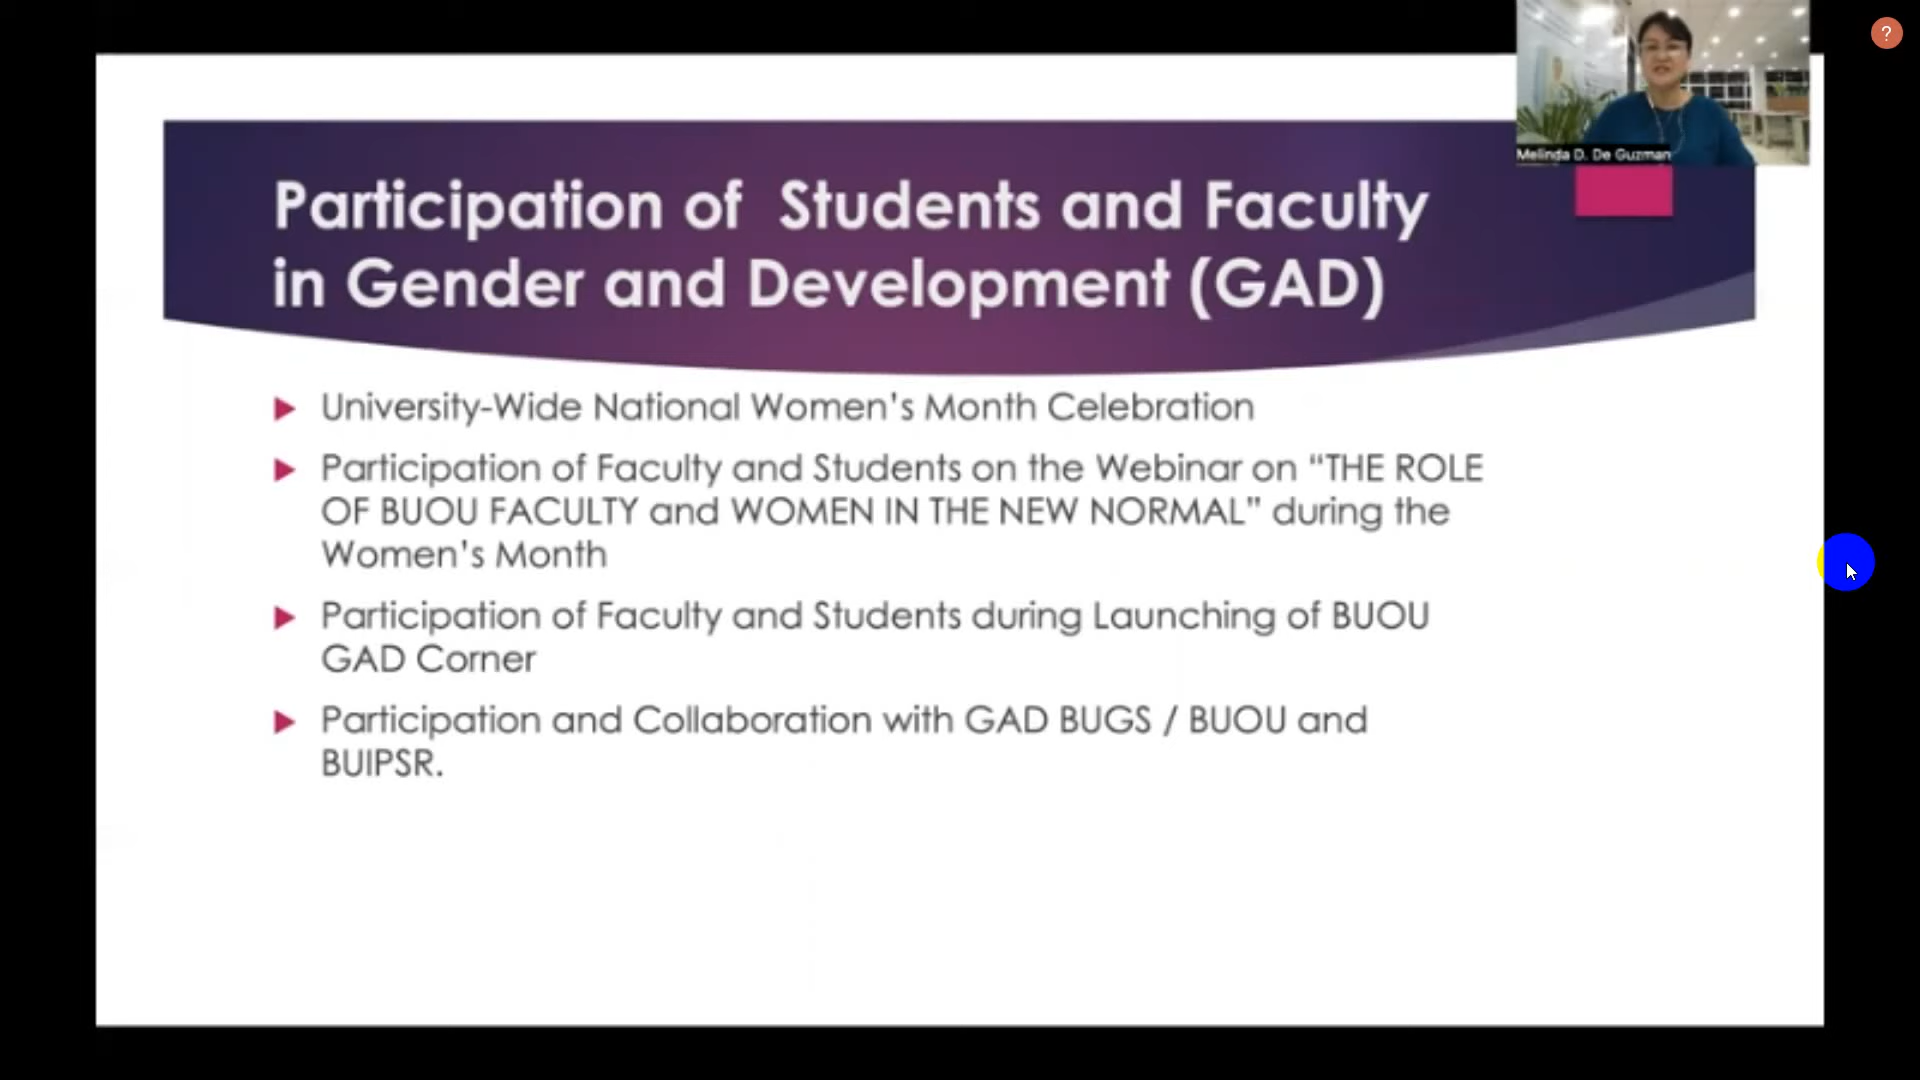 ?
Melinda D. De Guzman
Participation of Students and Faculty
in Gender and Development (GAD)
University-Wide National Women's Month Celebration
Participation of Faculty and Students on the Webinar on “THE ROLE
OF BUOU FACULTY and WOMEN IN THE NEW NORMAL” during the
Women's Month
Participation of Faculty and Students during Launching of BUOU
GAD Corner
Participation and Collaboration with GAD BUGS / BUOU and
BUIPSR.